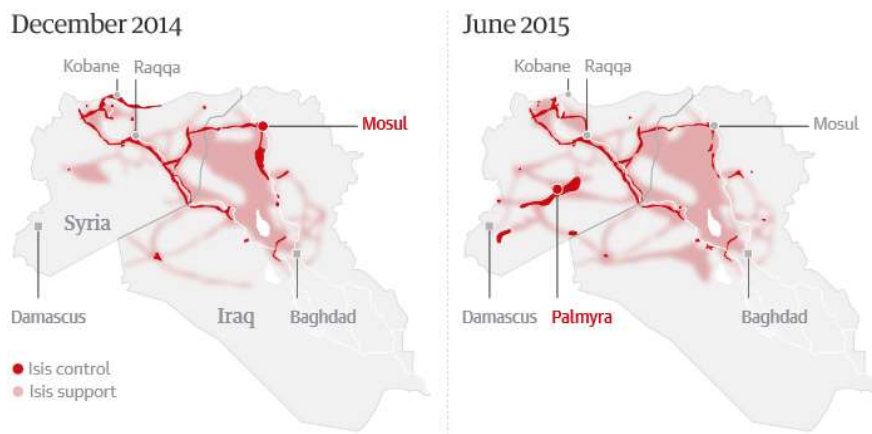 December 2014
Kobane
Raqqa
Mosul
Syria
Damascus
Iraq
Baghdad
Isis control
Isis support
June 2015
Kobane
Raqqa
Mosul
Damascus
Palmyra
Baghdad